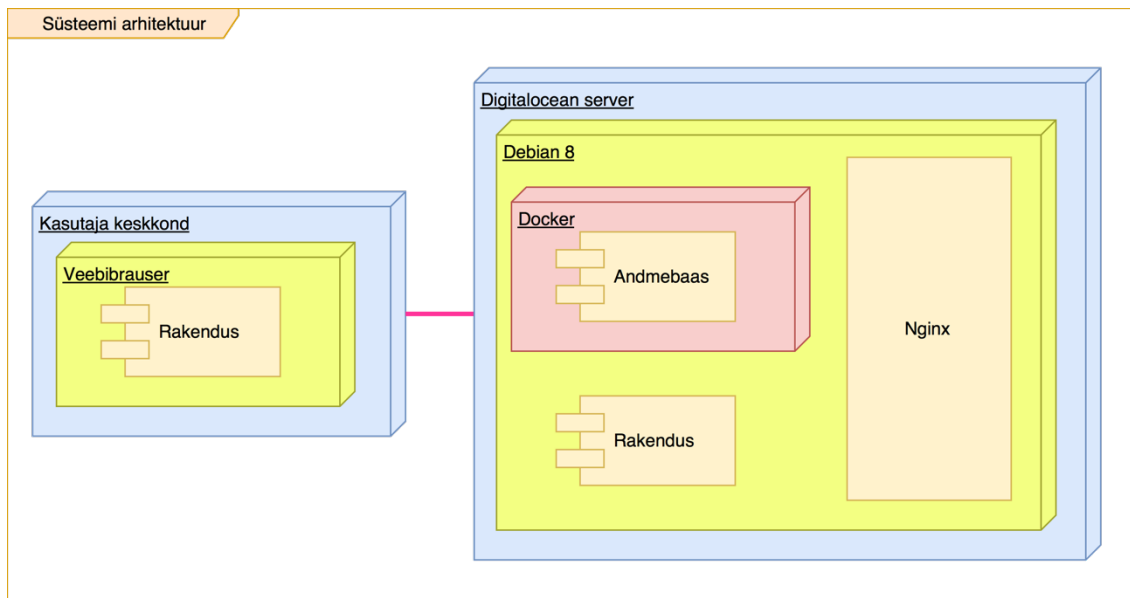 Süsteemi arhitektuur
Digitalocean server
Debian 8
Docker
Andmebaas
Nginx
Rakendus
Kasutaja keskkond
Veebibrauser
Rakendus